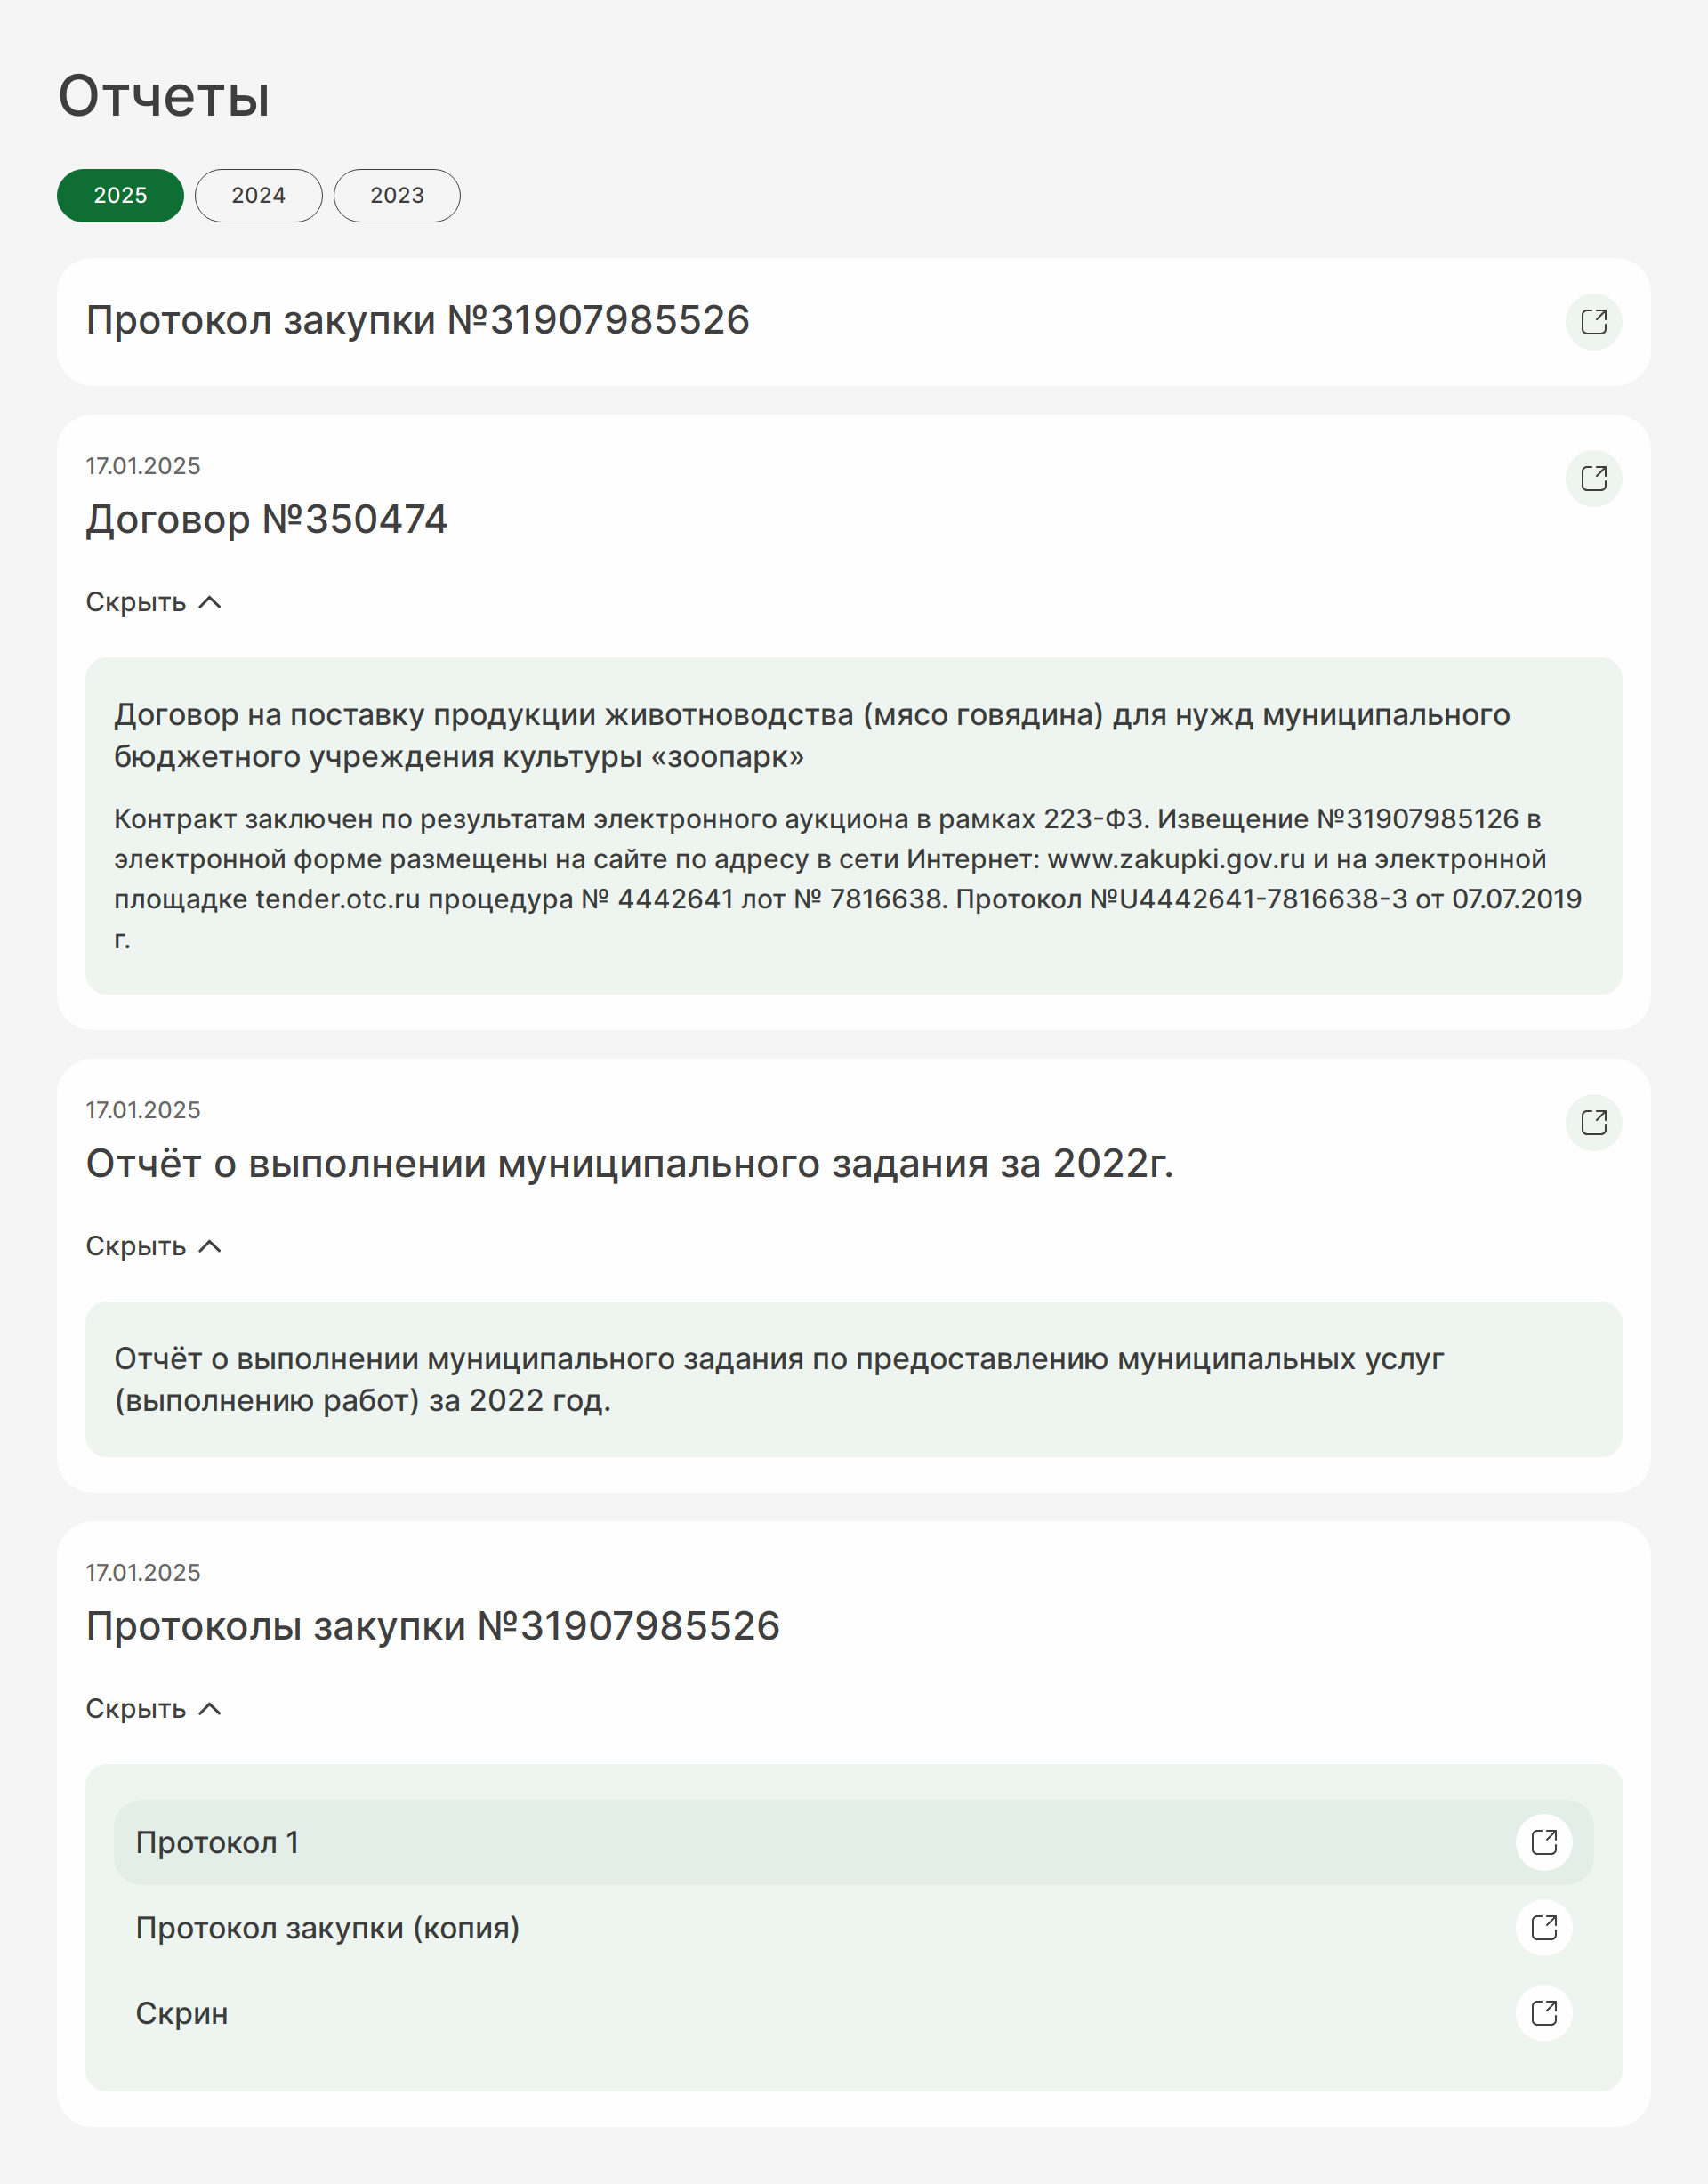 Отчеты
2025 2024 2023
Протокол закупки №31907985526
17.01.2025
Договор №350474
Скрыть
Договор на поставку продукции животноводства (мясо говядина) для нужд муниципального
бюджетного учреждения культуры «зоопарк»
Контракт заключен по результатам электронного аукциона в рамках 223-ФЗ. Извещение №31907985126 в
электронной форме размещены на сайте по адресу в сети Интернет: www.zakupki.gov.ru и на электронной
площадке tender.otc.ru процедура № 4442641 лот № 7816638. Протокол №U4442641-7816638-3 от 07.07.2019
г.
17.01.2025
Отчёт о выполнении муниципального задания за 2022г.
Скрыть
Отчёт о выполнении муниципального задания по предоставлению муниципальных услуг
(выполнению работ) за 2022 год.
17.01.2025
Протоколы закупки №31907985526
Скрыть
Протокол 1
Протокол закупки (копия)
Скрин